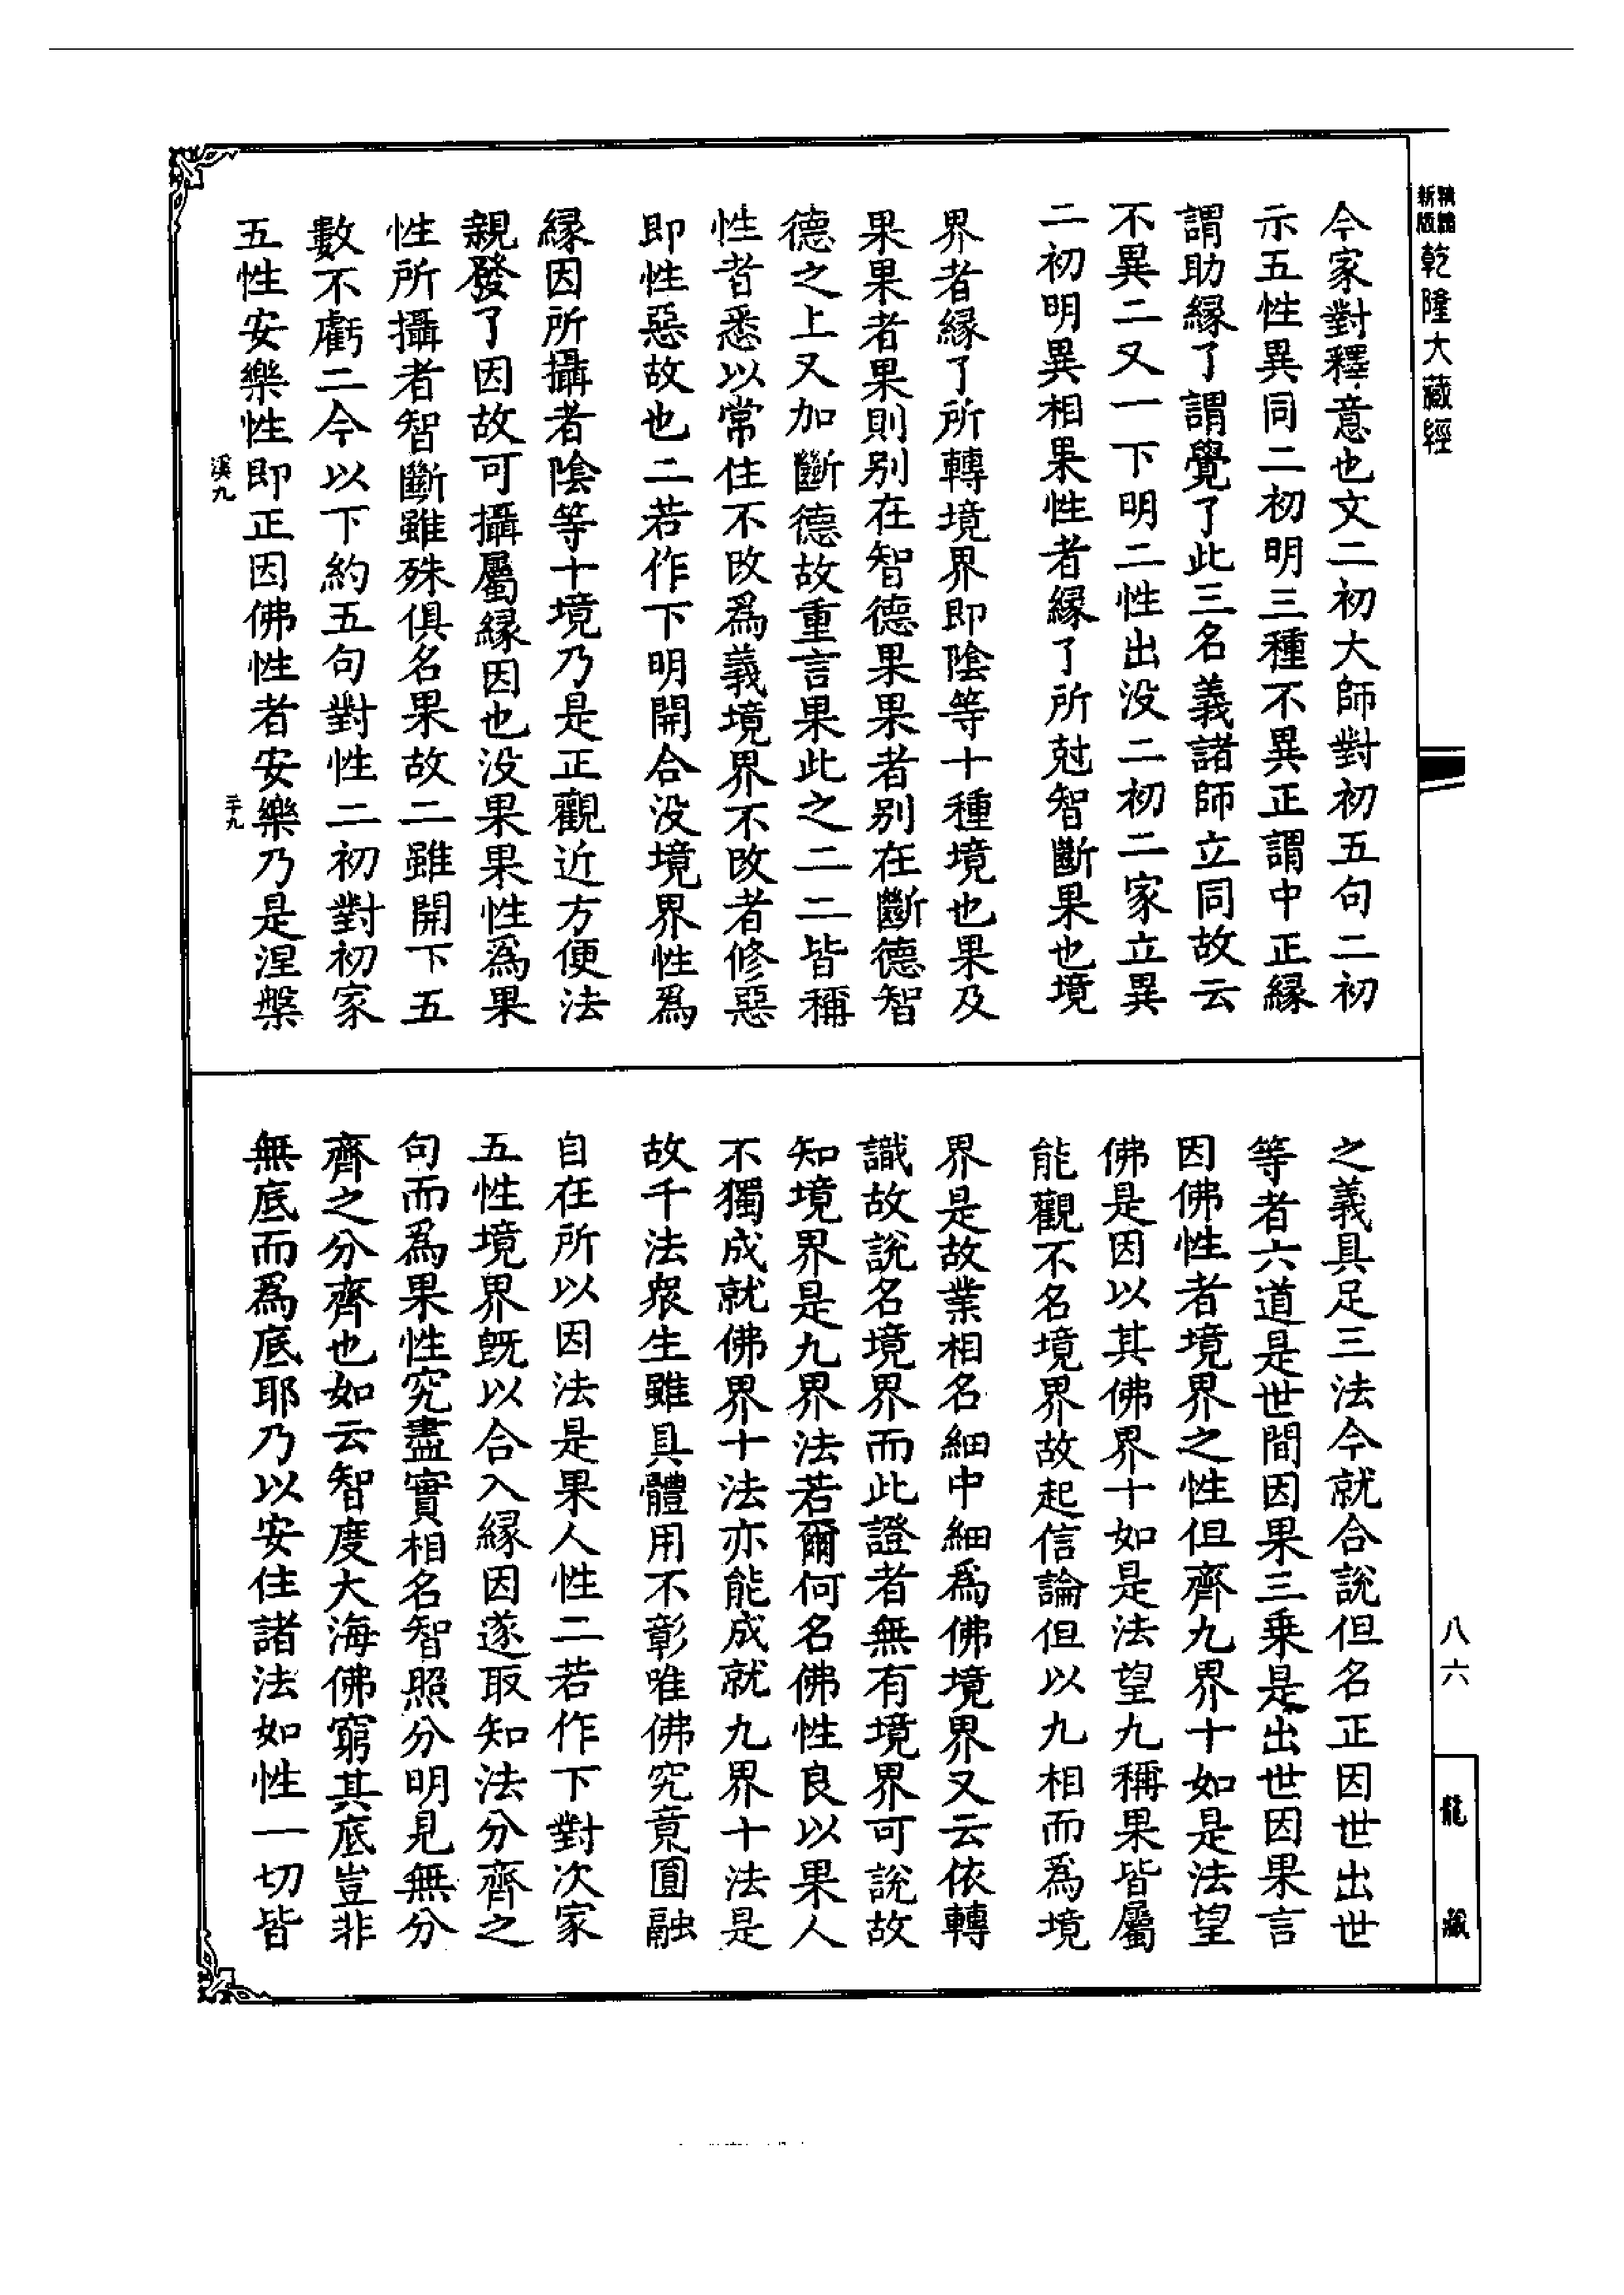 精縮新版
乾隆大藏經
今家對釋意也文二初大師對初五句二初
示五性異同二初明三種不異正謂中正緣
謂助緣了謂覺了此三名義諸師立同故云
不異二又一下明二性出没二初二家立異
二初明異相果性者緣了所尅智斷果也境
界者緣了所轉境界即陰等十種境也果及
果果者果則別在智德果果者別在斷德智
德之上又加斷德故重言果此之二二皆稱
性者悉以常住不改爲義境界不改者修惡
即性惡故也二若作下明開合没境界性爲
緣因所攝者陰等十境乃是正觀近方便法
親發了因故可攝屬緣因也没果果性爲果
性所攝者智斷雖殊俱名果故二雖開下五
數不虧二今以下約五句對性二初對初家
五性安樂性即正因佛性者安樂乃是涅槃
溪九
三十九
之義具足三法今就合說但名正因世出世
等者六道是世間因果三乘是出世因果言
因佛性者境界之性但齊九界十如是法望
佛是因以其佛界十如是法望九稱果皆屬
能觀不名境界故起信論但以九相而爲境
界是故業相名細中細爲佛境界又云依轉
識故說名境界而此證者無有境界可說故
知境界是九界法若爾何名佛性良以果人
不獨成就佛界十法亦能成就九界十法是
故千法衆生雖具體用不彰唯佛究竟圓融
自在所以因法是果人性二若作下對次家
五性境界旣以合入緣因遂取知法分齊之
句而爲果性究盡實相名智照分明見無分
齊之分齊也如云智度大海佛窮其底豈非
無底而爲底耶乃以安住諸法如性一切皆
八六
龍藏